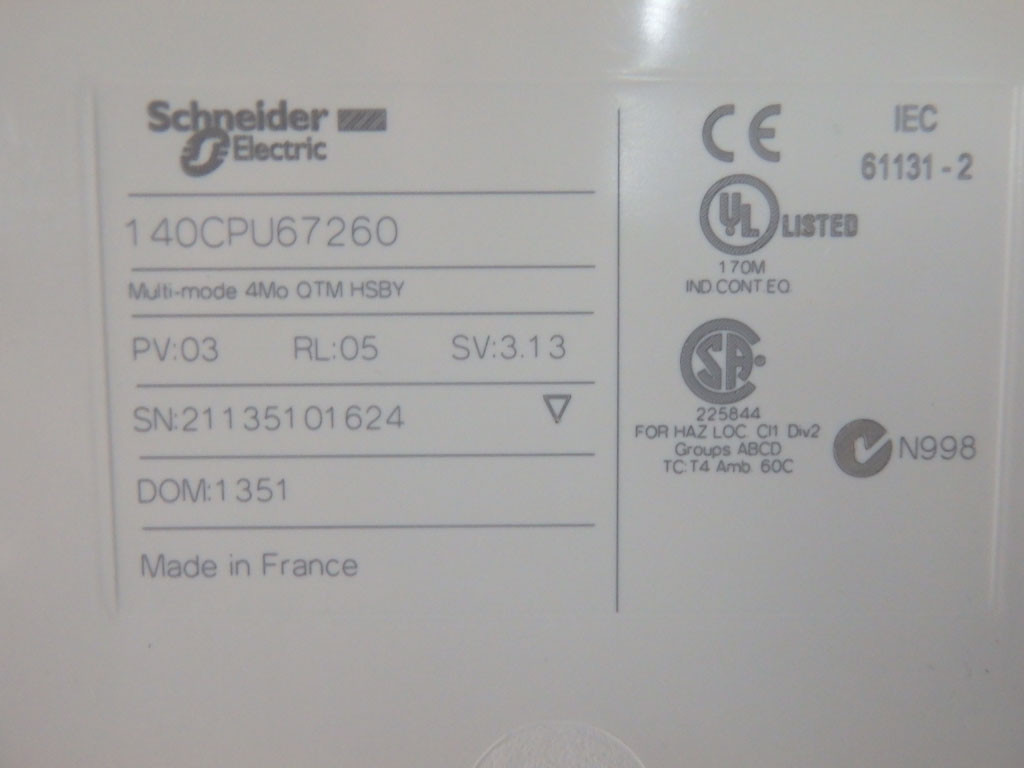 Schneider
Electric
140CPU67260
Multi-mode 4Mo QTM HSBY
PV:03 RL:05 SV:3.13
SN:21135101624
DOM:1351
Made in France
CE
IEC
61131-2
UL LISTED
170M
IND.CONT.EQ.
SA®
225844
FOR HAZ LOC. Cl1 Div2
Groups ABCD
TC:T4 Amb. 60C
N998